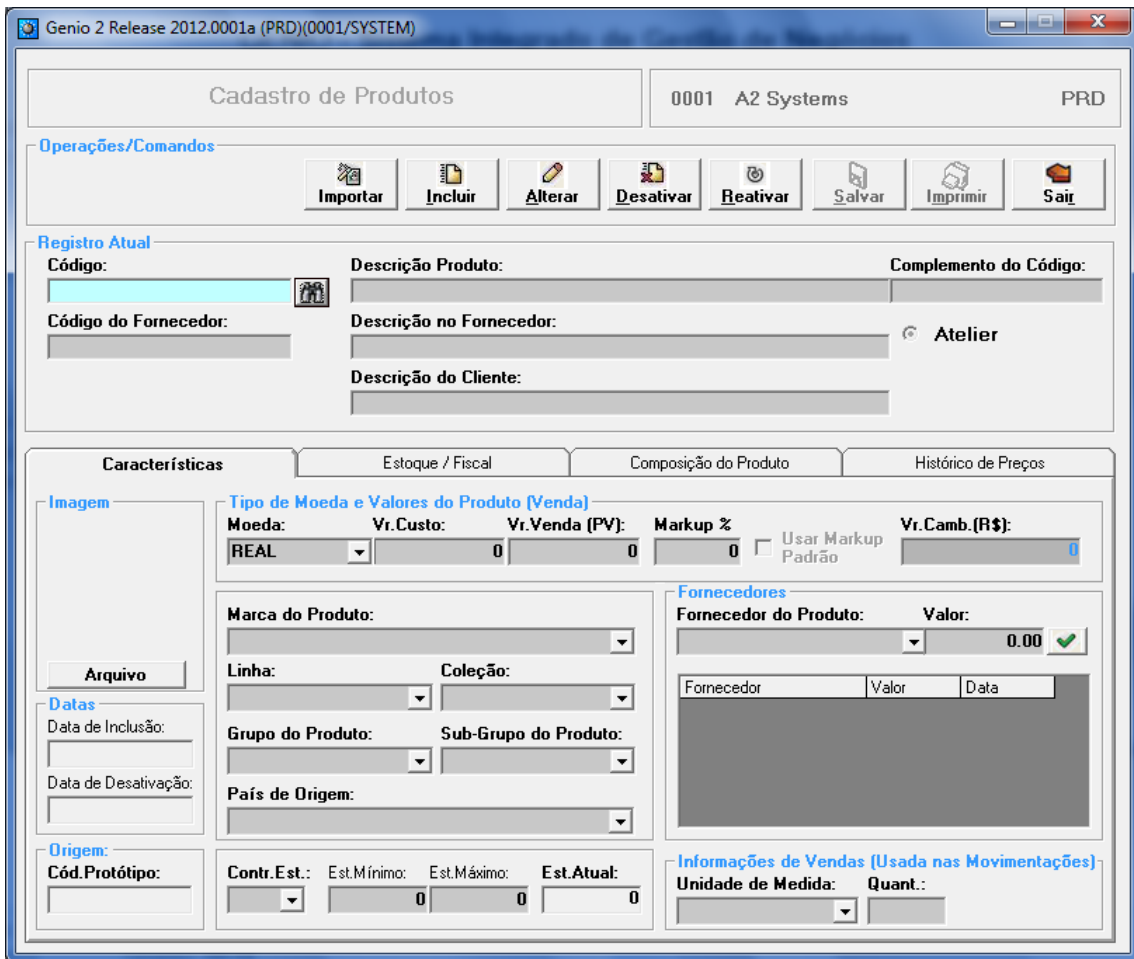 Genio 2 Release 2012.0001a (PRD)(0001/SYSTEM)
Cadastro de Produtos
0001 A2 Systems PRD
Operações/Comandos
Importar Incluir Alterar Desativar Reativar Salvar Imprimir Sair
Registro Atual
Código: Descrição Produto: Complemento do Código:
Código do Fornecedor: Descrição no Fornecedor:
Atelier
Descrição do Cliente:
Características Estoque / Fiscal Composição do Produto Histórico de Preços
Imagem
Arquivo
Datas
Data de Inclusão:
Data de Desativação:
Origem:
Cód.Protótipo:
Tipo de Moeda e Valores do Produto (Venda)
Moeda: Vr.Custo: Vr.Venda (PV): Markup % Vr.Camb.(R$):
REAL 0 0 0 Usar Markup Padrão 0
Marca do Produto:
Linha: Coleção:
Grupo do Produto: Sub-Grupo do Produto:
País de Origem:
Contr.Est.: Est.Mínimo: Est.Máximo: Est.Atual:
0 0 0
Fornecedores
Fornecedor do Produto: Valor:
0.00
Fornecedor Valor Data
Informações de Vendas (Usada nas Movimentações)
Unidade de Medida: Quant.: